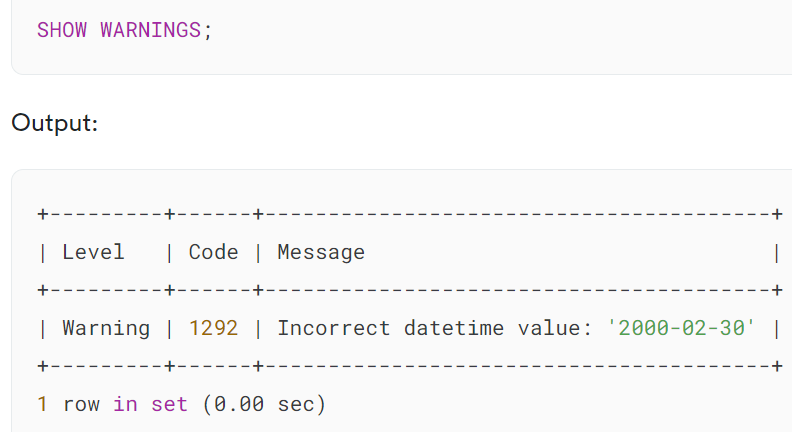 SHOW WARNINGS;
Output:
+---------+------+----------------------------------------+
| Level   | Code | Message                                |
+---------+------+----------------------------------------+
| Warning | 1292 | Incorrect datetime value: '2000-02-30' |
+---------+------+----------------------------------------+
1 row in set (0.00 sec)